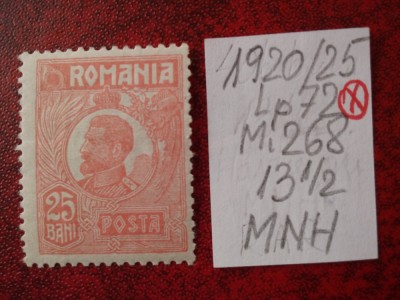 ROMANIA
25
BANI
POSTA
1920/25
Lp 72
Mi 268
13 1/2
MNH